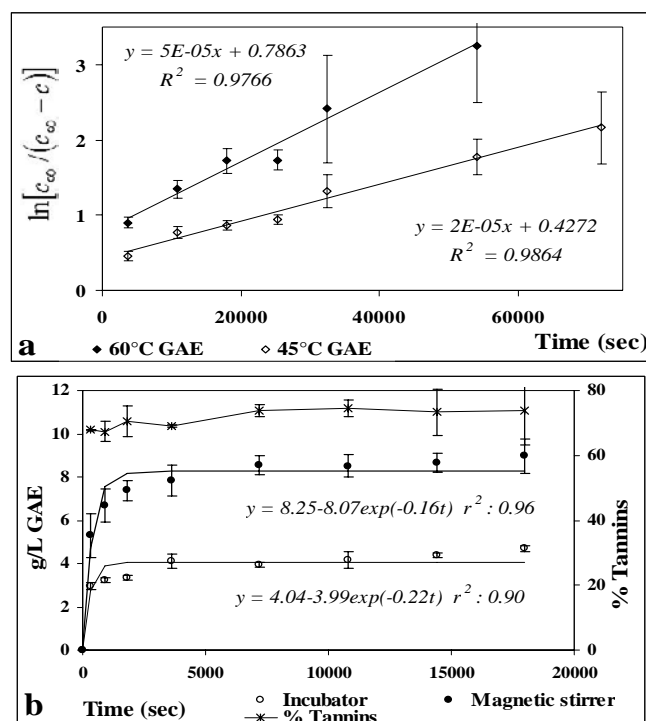 y = 5E-05x + 0.7863
R² = 0.9766
3
2
1
0
ln[c∞/(c∞ − c)]
y = 2E-05x + 0.4272
R² = 0.9864
0 20000 40000 60000
Time (sec)
a ◆ 60°C GAE ◇ 45°C GAE
12
10
8
6
4
2
0
g/L GAE
80
60
40
20
0
% Tannins
y = 8.25-8.07exp(-0.16t) r² : 0.96
y = 4.04-3.99exp(-0.22t) r² : 0.90
0 5000 10000 15000 20000
b Time (sec) Incubator Magnetic stirrer
% Tannins